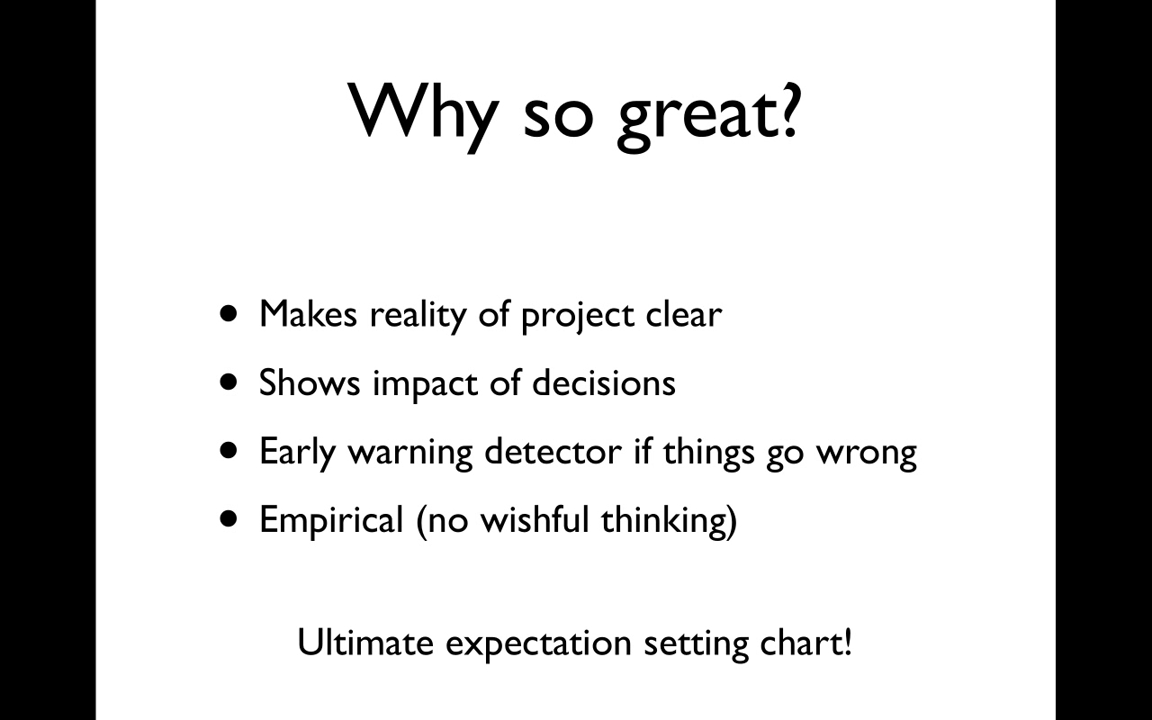 Why so great?
• Makes reality of project clear
• Shows impact of decisions
• Early warning detector if things go wrong
• Empirical (no wishful thinking)
Ultimate expectation setting chart!